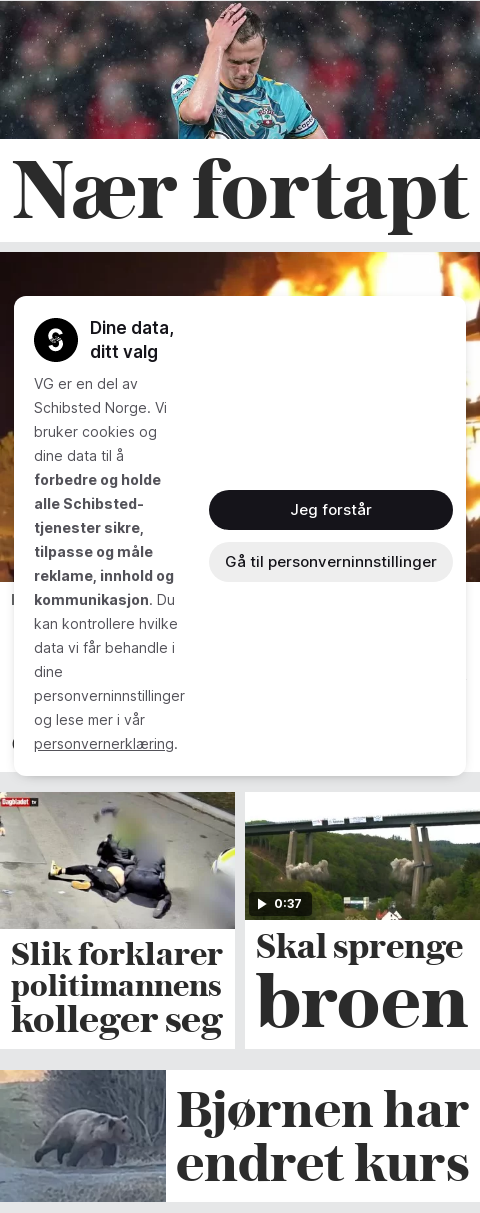 Nær fortapt
Dine data,
ditt valg
VG er en del av
Schibsted Norge. Vi
bruker cookies og
dine data til å
forbedre og holde
alle Schibsted-
tjenester sikre,
tilpasse og måle
reklame, innhold og
kommunikasjon. Du
kan kontrollere hvilke
data vi får behandle i
dine
personverninnstillinger
og lese mer i vår
personvernerklæring.
Jeg forstår
Gå til personverninnstillinger
Dagbladet TV
Slik forklarer
politimannens
kolleger seg
0:37
Skal sprenge
broen
Bjørnen har
endret kurs